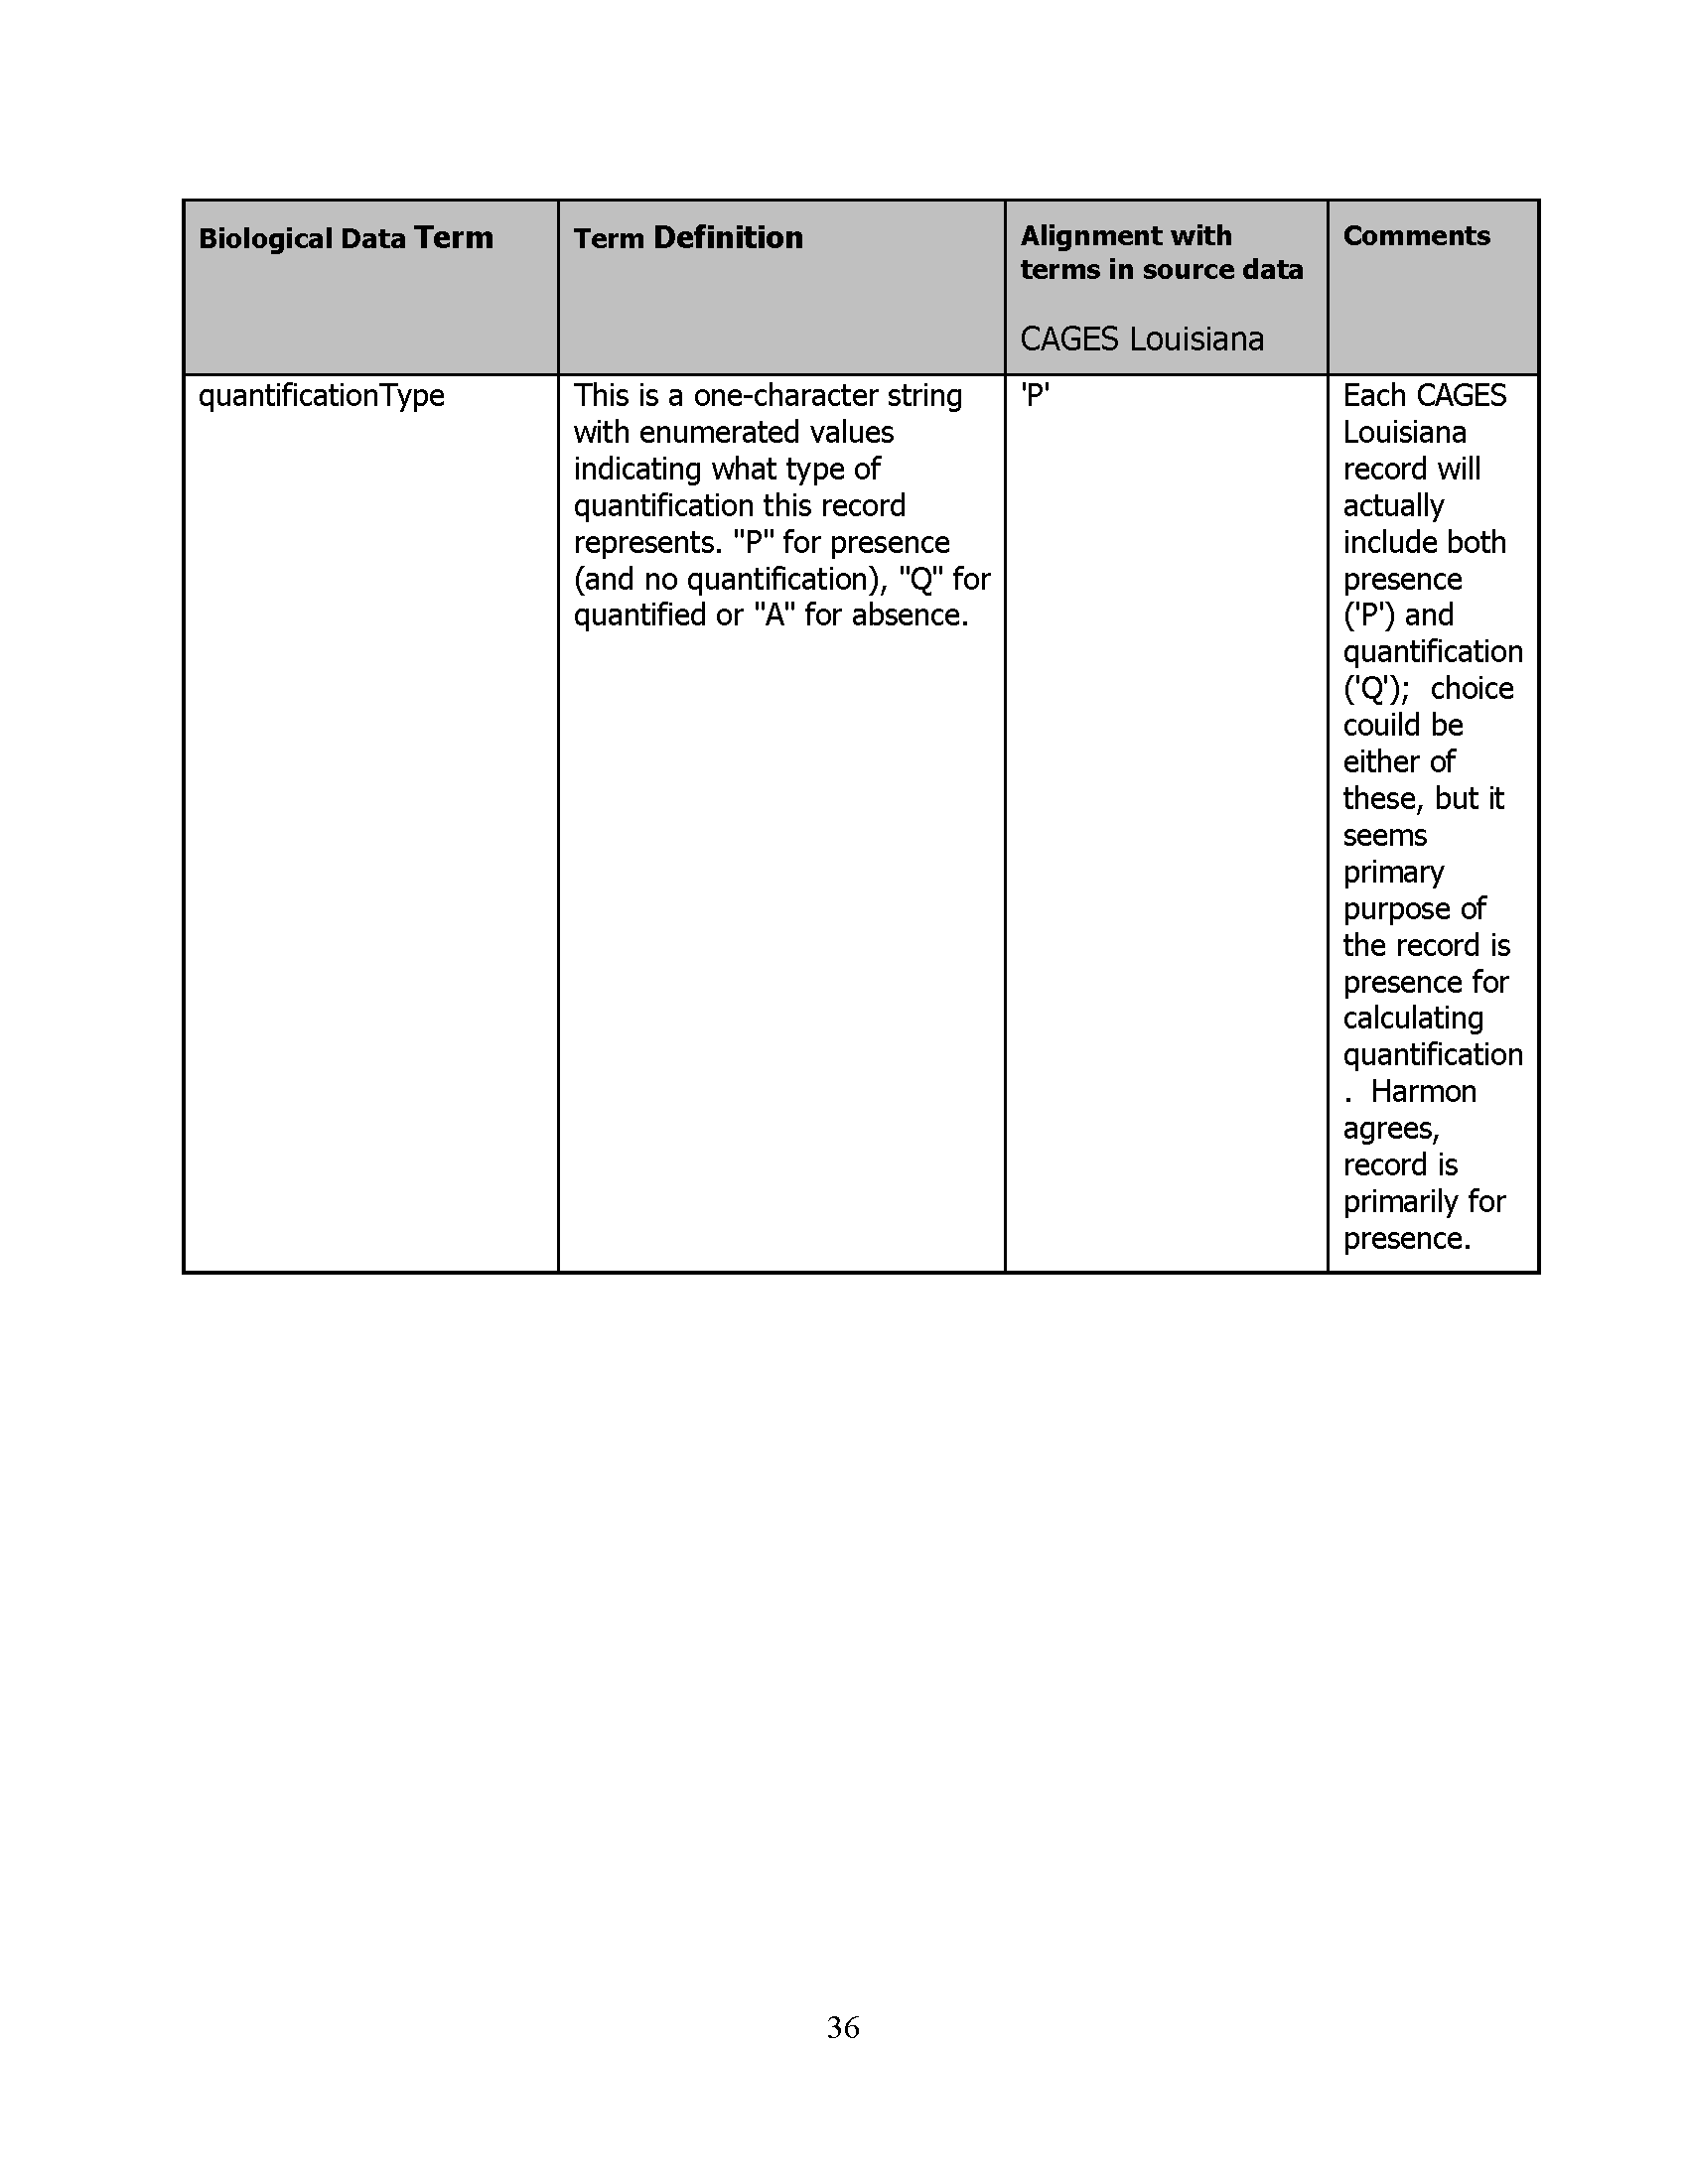 Biological Data Term
Term Definition
Alignment with
terms in source data
CAGES Louisiana
Comments
quantificationType
This is a one-character string
with enumerated values
indicating what type of
quantification this record
represents. "P" for presence
(and no quantification), "Q" for
quantified or "A" for absence.
'P'
Each CAGES
Louisiana
record will
actually
include both
presence
('P') and
quantification
('Q');  choice
couild be
either of
these, but it
seems
primary
purpose of
the record is
presence for
calculating
quantification
.  Harmon
agrees,
record is
primarily for
presence.
36